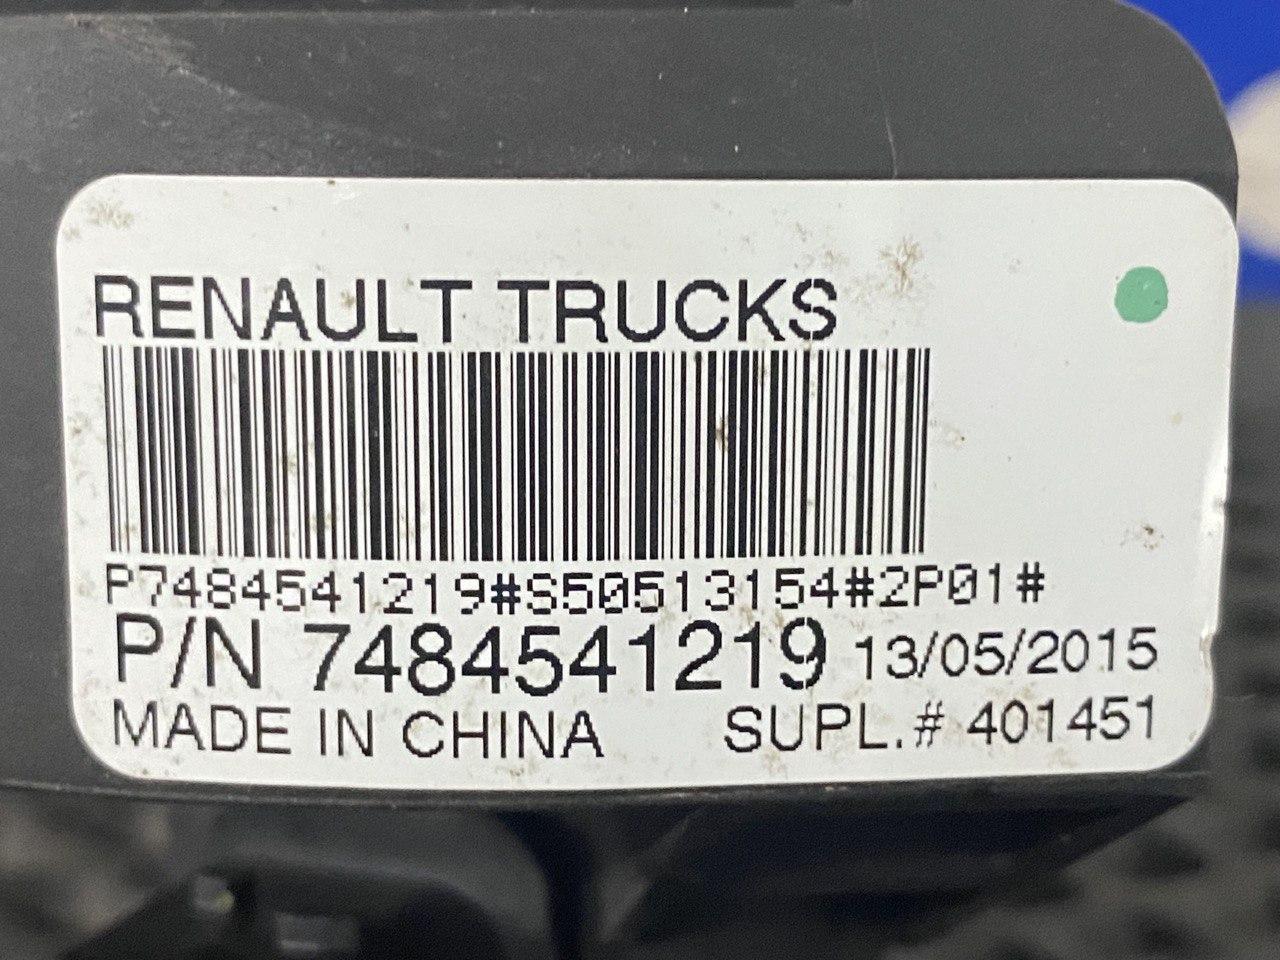 RENAULT TRUCKS
P7484541219#S50513154#2P01#
P/N 7484541219 13/05/2015
MADE IN CHINA SUPL.# 401451